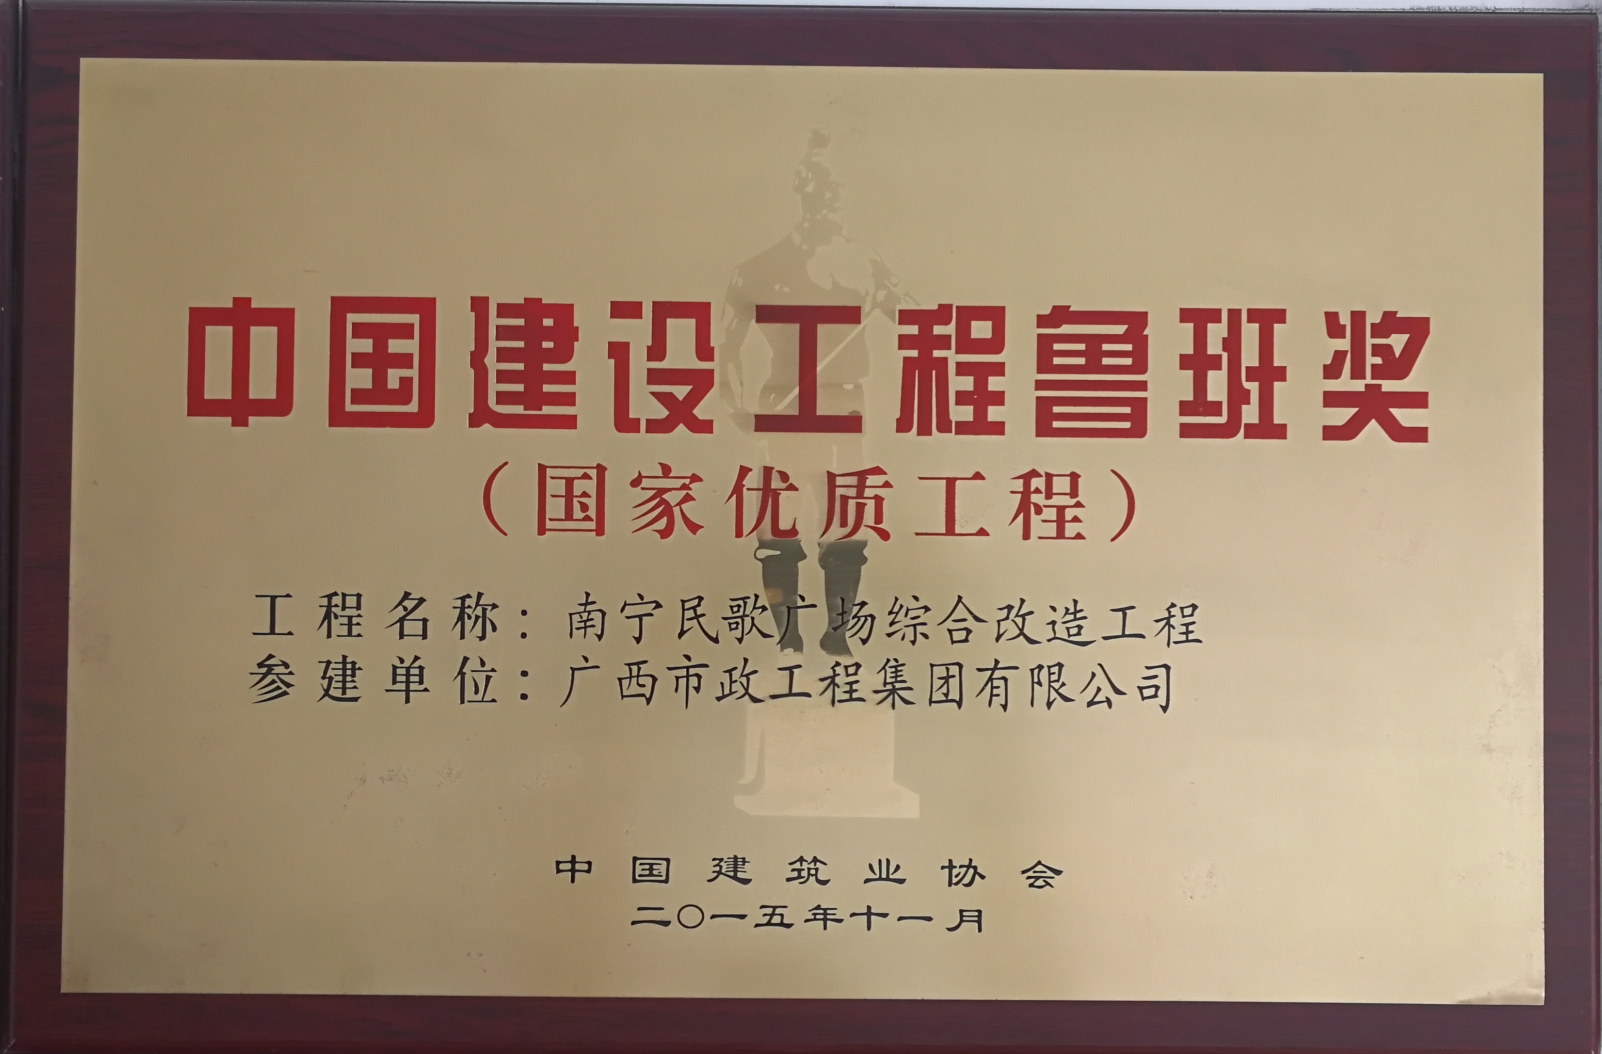 中国建设工程鲁班奖
（国家优质工程）
工程名称：南宁民歌广场综合改造工程
参建单位：广西市政工程集团有限公司
中国建筑业协会
二〇一五年十一月